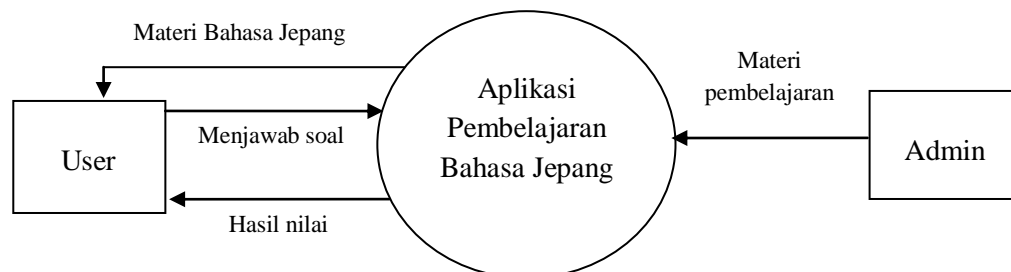 Materi Bahasa Jepang
User
Menjawab soal
Hasil nilai
Aplikasi
Pembelajaran
Bahasa Jepang
Materi
pembelajaran
Admin